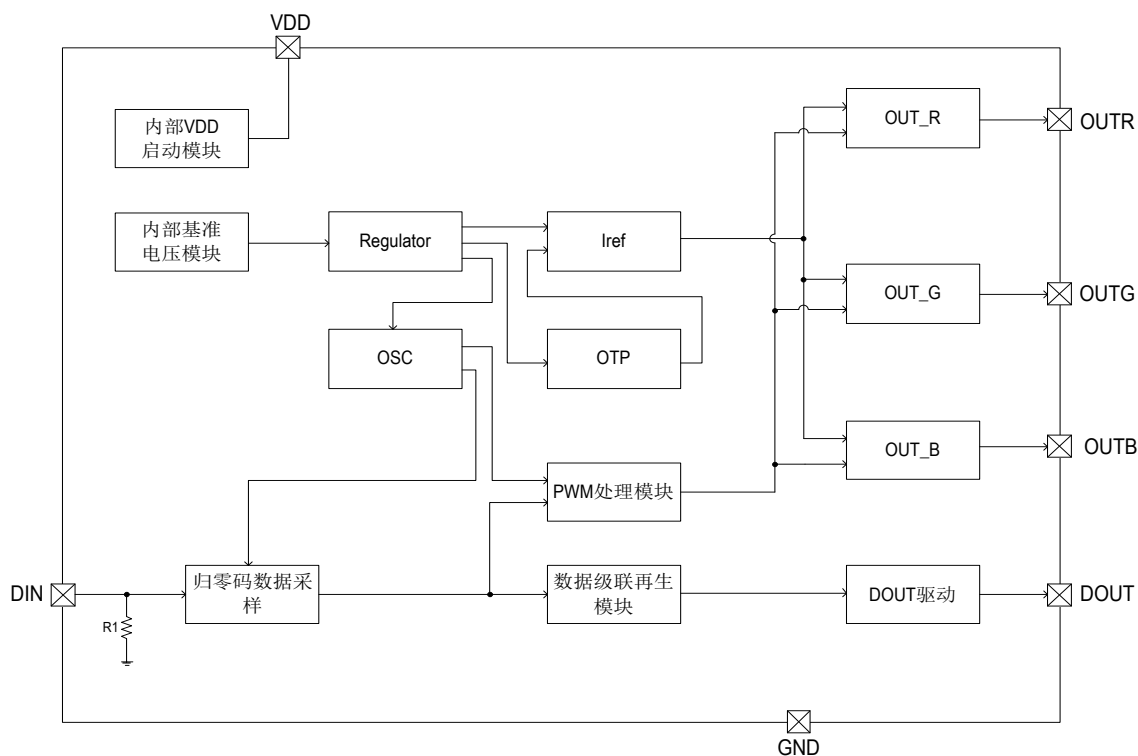 VDD
内部VDD
启动模块
OUT_R
OUTR
内部基准
电压模块
Regulator
Iref
OUT_G
OUTG
OSC
OTP
OUT_B
OUTB
PWM处理模块
DIN
R1
归零码数据采
样
数据级联再生
模块
DOUT驱动
DOUT
GND